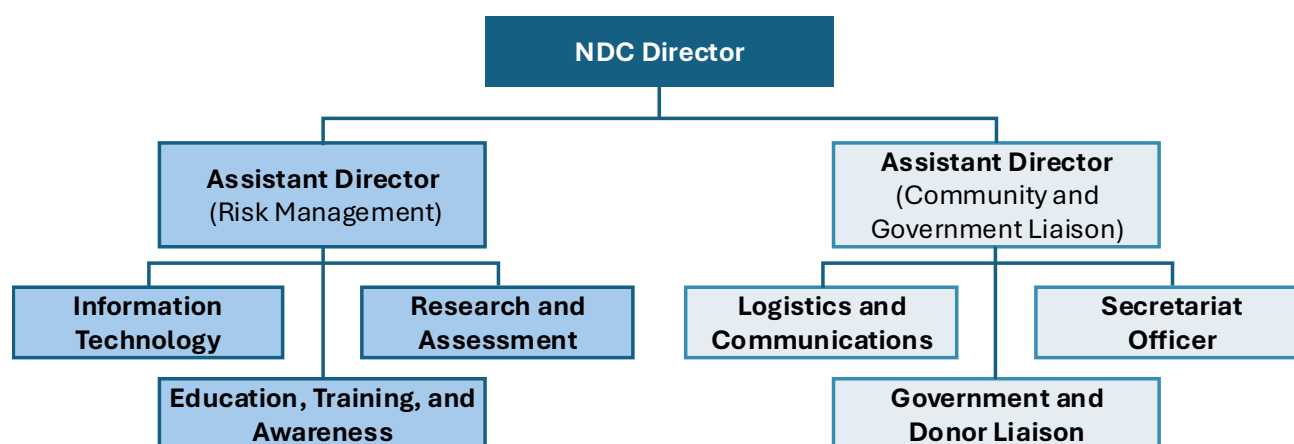 NDC Director
Assistant Director
(Risk Management)
Assistant Director
(Community and
Government Liaison)
Information
Technology
Research and
Assessment
Logistics and
Communications
Secretariat
Officer
Education, Training, and
Awareness
Government and
Donor Liaison